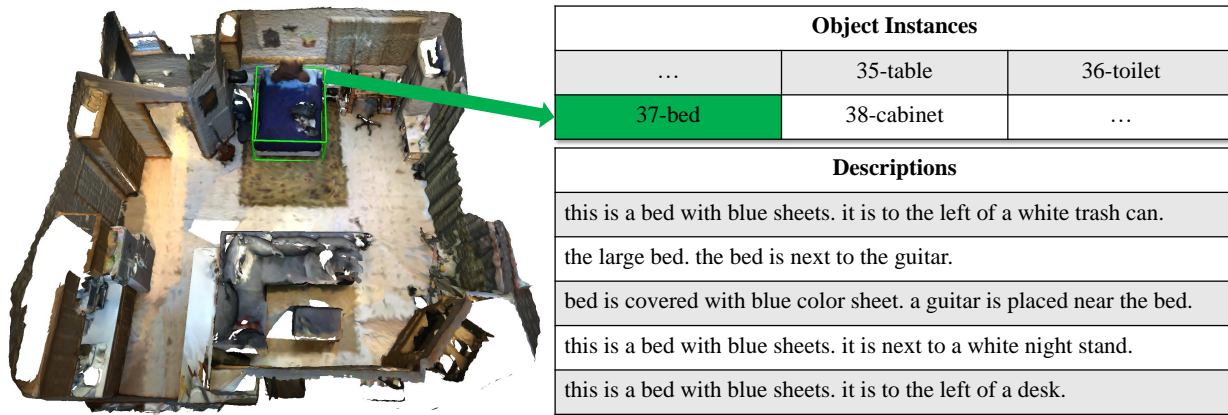 Object Instances
… 35-table 36-toilet
37-bed 38-cabinet …
Descriptions
this is a bed with blue sheets. it is to the left of a white trash can.
the large bed. the bed is next to the guitar.
bed is covered with blue color sheet. a guitar is placed near the bed.
this is a bed with blue sheets. it is next to a white night stand.
this is a bed with blue sheets. it is to the left of a desk.